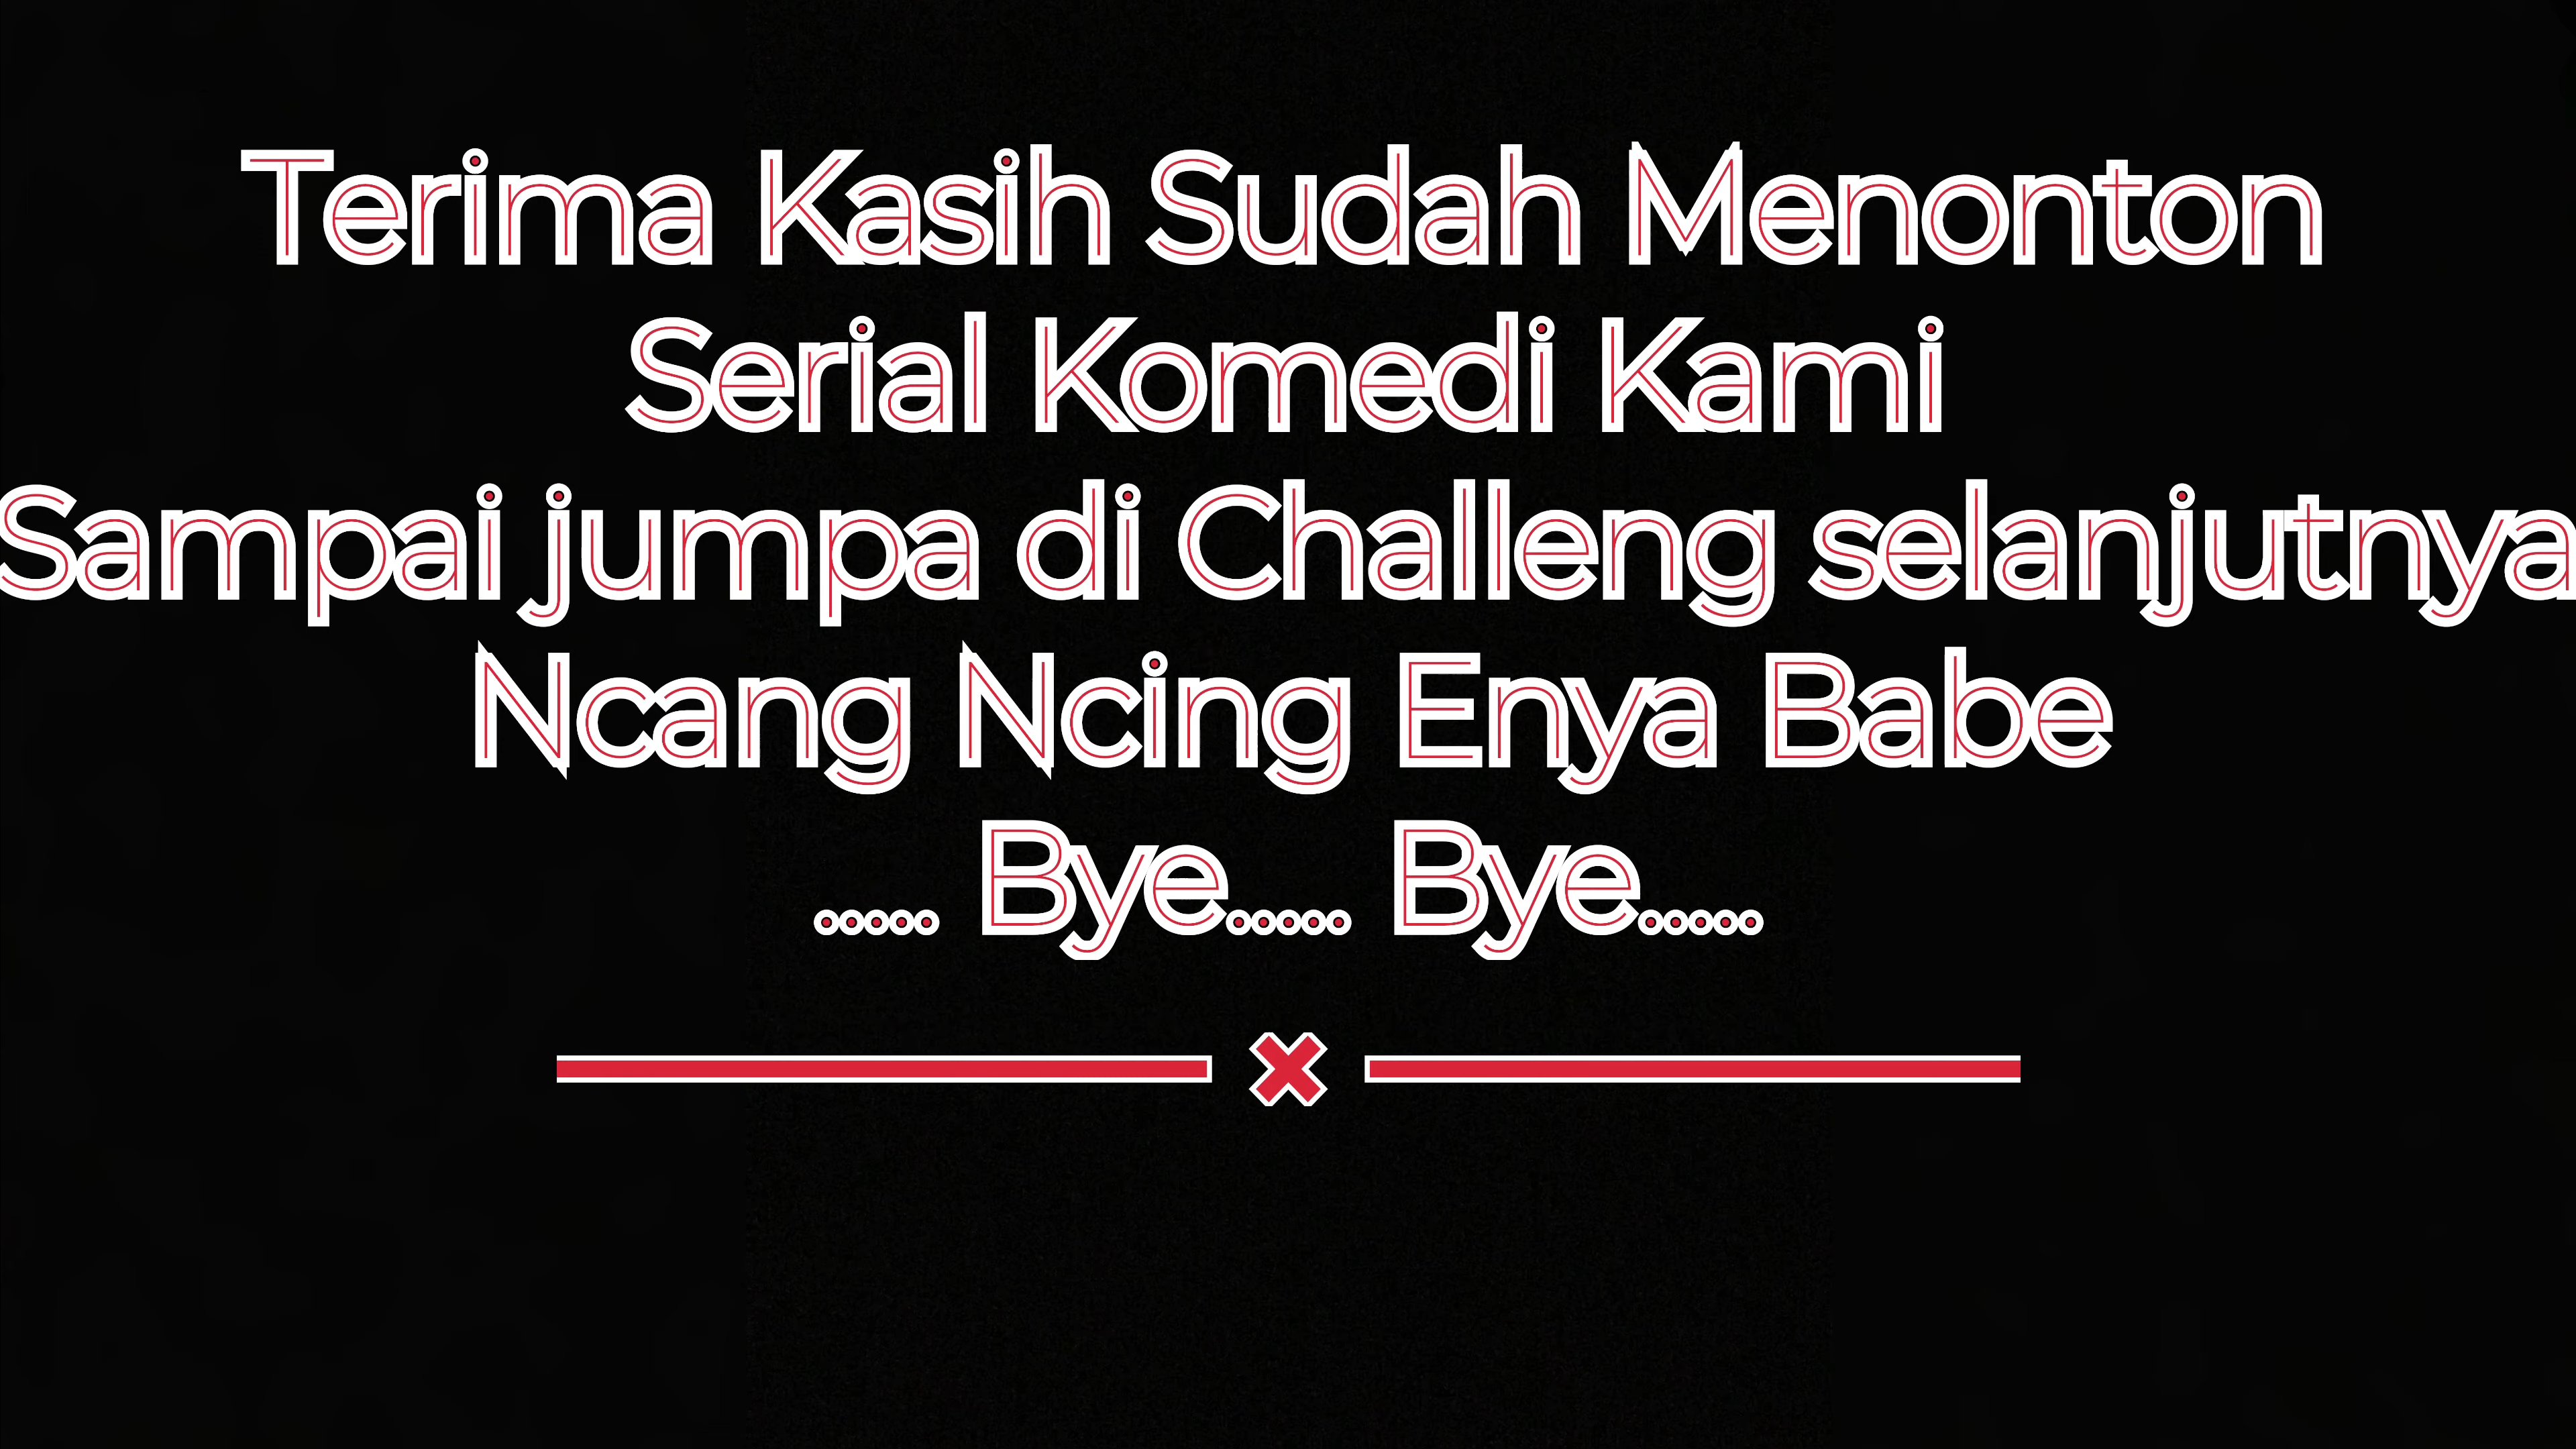 Terima Kasih Sudah Menonton
Serial Komedi Kami
Sampai jumpa di Challeng selanjutnya
Ncang Ncing Enya Babe
..... Bye..... Bye.....